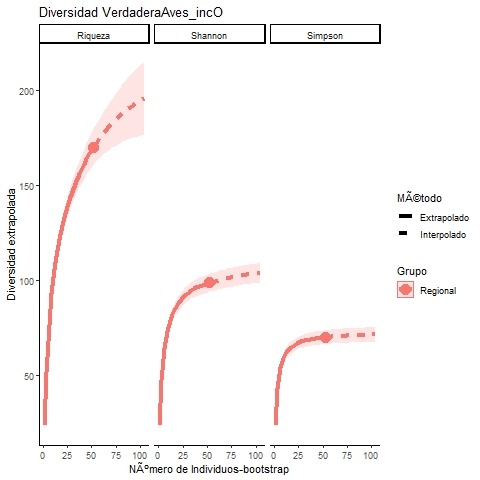 Diversidad VerdaderaAves_incO
Riqueza
Shannon
Simpson
Diversidad extrapolada
200
150
100
50
0 25 50 75 100
0 25 50 75 100
0 25 50 75 100
NÃºmero de Individuos-bootstrap
MÃ©todo
Extrapolado
Interpolado
Grupo
Regional